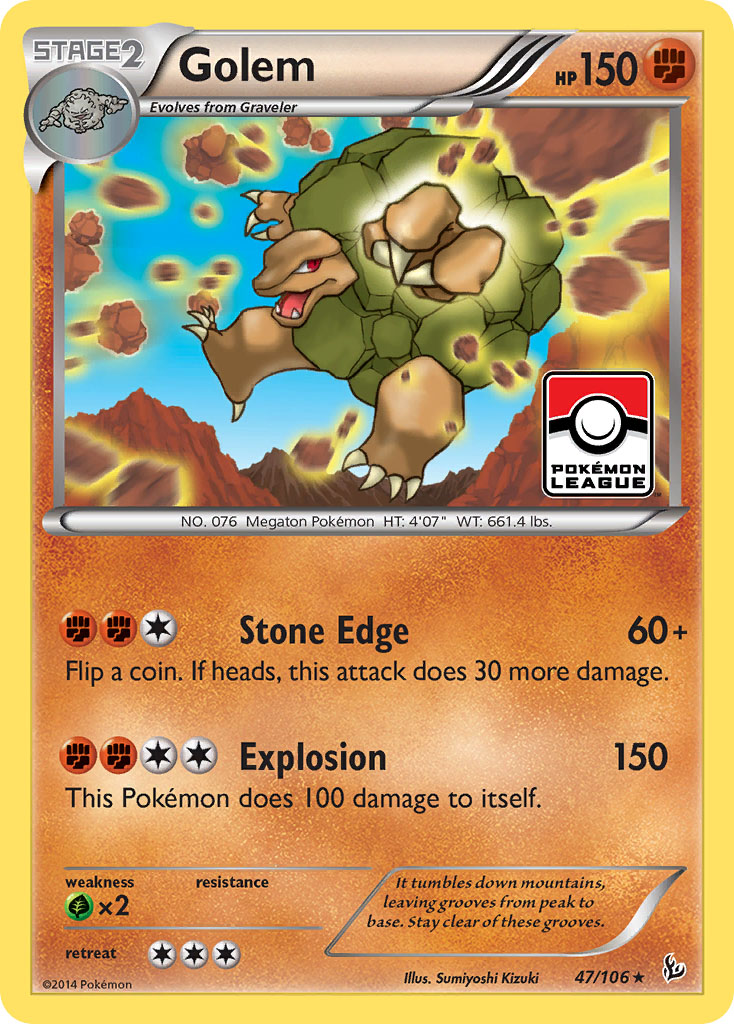 STAGE2
Golem
HP150
Evolves from Graveler
POKÉMON
LEAGUE
NO. 076 Megaton Pokémon HT: 4'07" WT: 661.4 lbs.
Stone Edge 60+
Flip a coin. If heads, this attack does 30 more damage.
Explosion 150
This Pokémon does 100 damage to itself.
weakness resistance
×2
retreat
It tumbles down mountains,
leaving grooves from peak to
base. Stay clear of these grooves.
©2014 Pokémon
Illus. Sumiyoshi Kizuki
47/106 ★